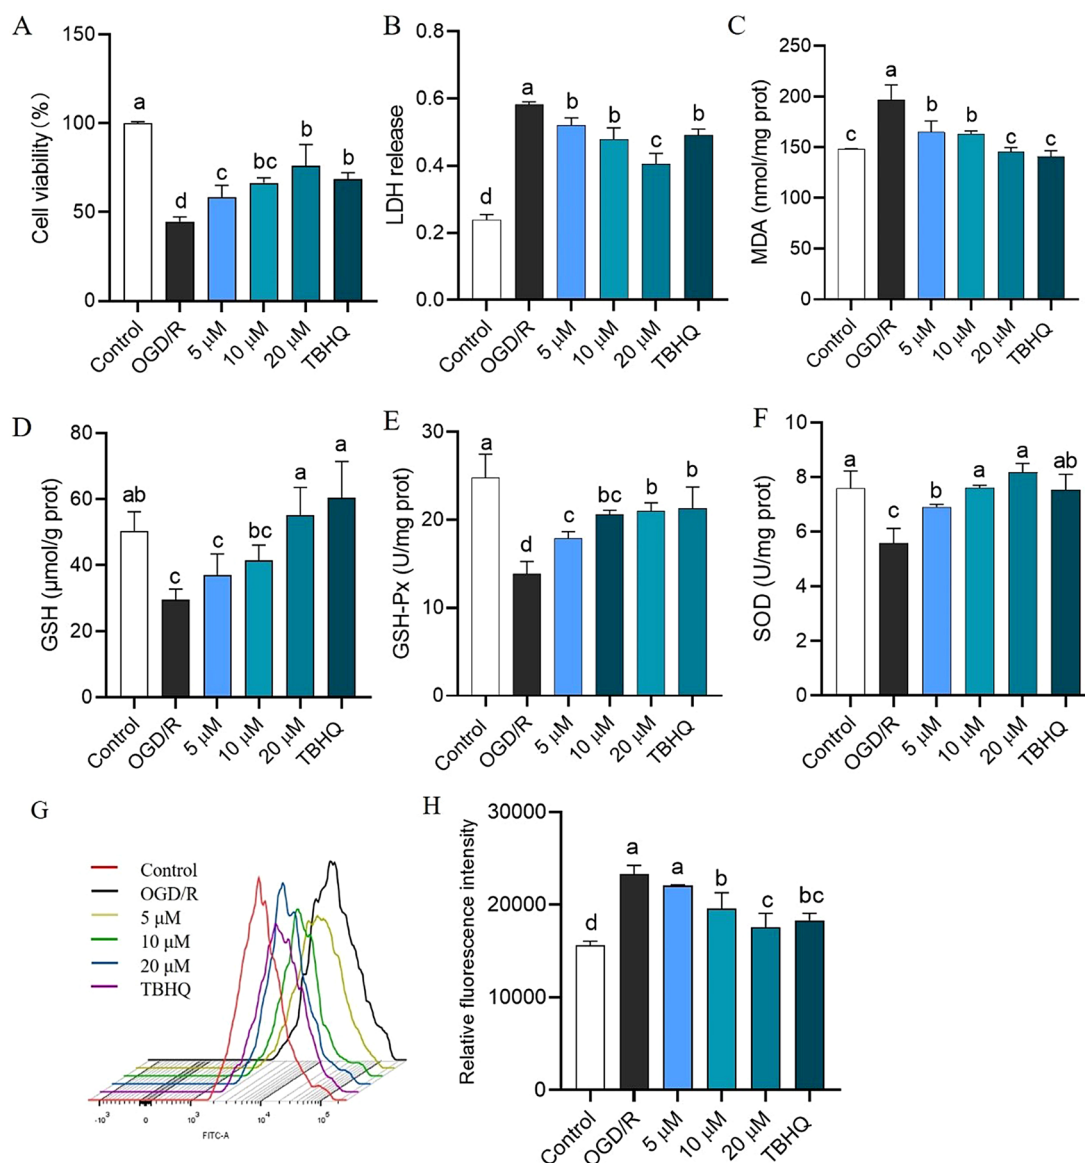 A
Cell viability (%)
150
100
50
0
a
d
c
bc
b
b
Control
OGD/R
5 μM
10 μM
20 μM
TBHQ
B
LDH release
0.8
0.6
0.4
0.2
0.0
d
a
b
b
c
b
Control
OGD/R
5 μM
10 μM
20 μM
TBHQ
C
MDA (nmol/mg prot)
250
200
150
100
50
0
c
a
b
b
c
c
Control
OGD/R
5 μM
10 μM
20 μM
TBHQ
D
GSH (μmol/g prot)
80
60
40
20
0
ab
c
c
bc
a
a
Control
OGD/R
5 μM
10 μM
20 μM
TBHQ
E
GSH-Px (U/mg prot)
30
20
10
0
a
d
c
bc
b
b
Control
OGD/R
5 μM
10 μM
20 μM
TBHQ
F
SOD (U/mg prot)
10
8
6
4
2
0
a
c
b
a
a
ab
Control
OGD/R
5 μM
10 μM
20 μM
TBHQ
G
Control
OGD/R
5 μM
10 μM
20 μM
TBHQ
-10³
0
10³
10⁴
10⁵
FITC-A
H
Relative fluorescence intensity
30000
20000
10000
0
d
a
a
b
c
bc
Control
OGD/R
5 μM
10 μM
20 μM
TBHQ